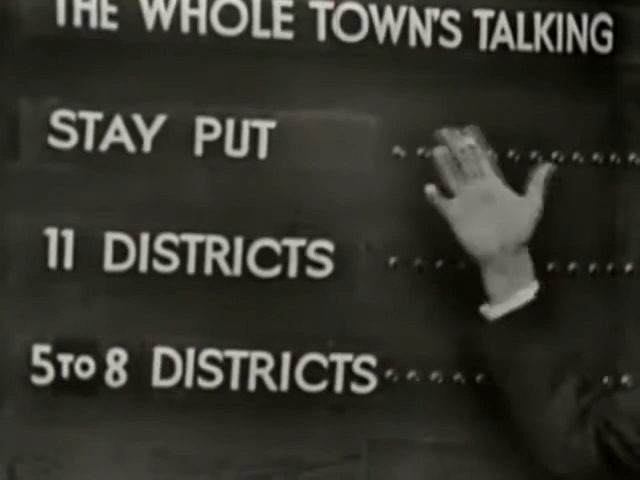 THE WHOLE TOWN'S TALKING
STAY PUT
11 DISTRICTS
5 TO 8 DISTRICTS